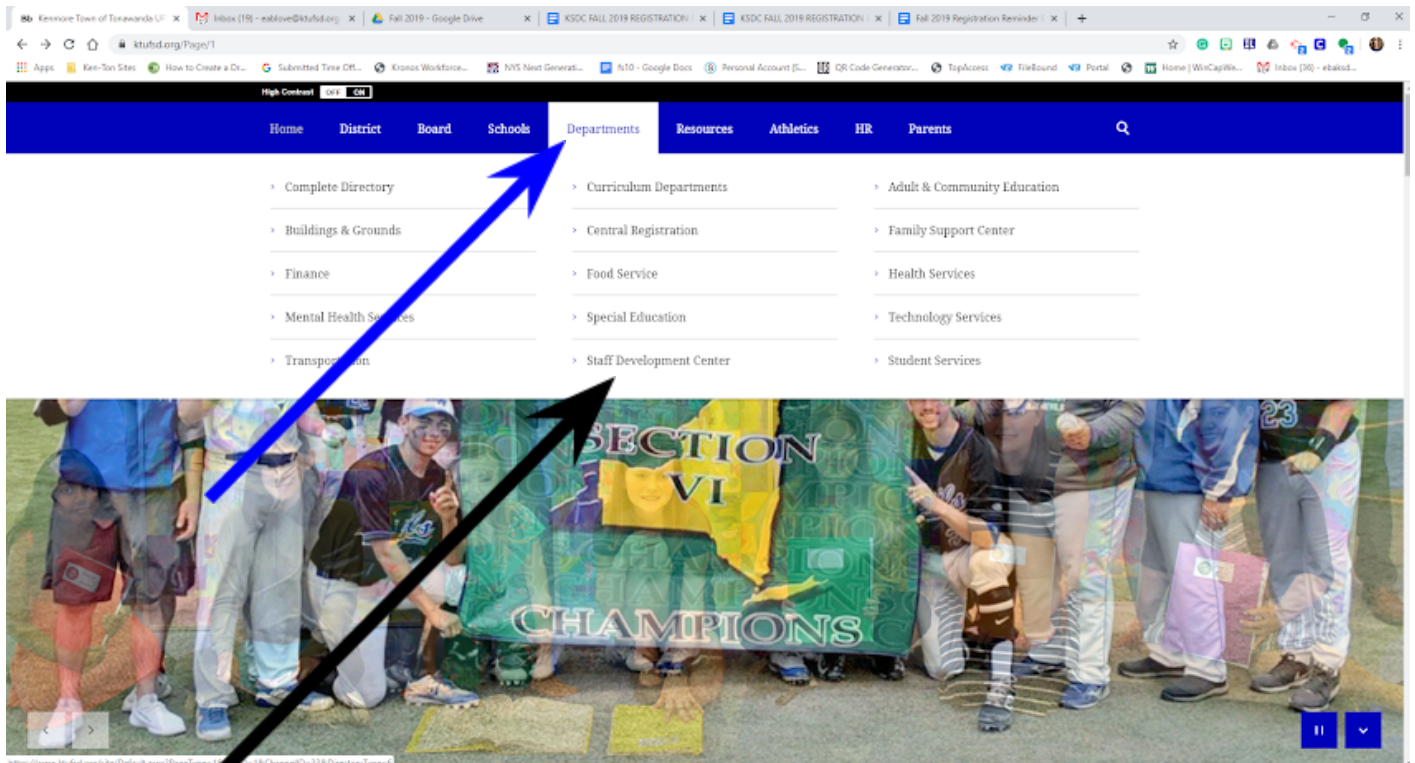 Kenmore Town of Tonawanda UF
Inbox (19) - eablove@ktufsd.org
Fall 2019 - Google Drive
KSDC FALL 2019 REGISTRATION
KSDC FALL 2019 REGISTRATION
Fall 2019 Registration Reminder
ktufsd.org/Page/1
Apps
Ken-Ton Sites
How to Create a Dr...
Submitted Time Off...
Kronos Workforce...
NYS Next Generati...
fs10 - Google Docs
Personal Account (S...
QR Code Generator...
TopAccess
FileBound
Portal
Home | WinCapWe...
Inbox (36) - ebaksd...
High Contrast OFF ON
Home District Board Schools Departments Resources Athletics HR Parents
Complete Directory
Curriculum Departments
Adult & Community Education
Buildings & Grounds
Central Registration
Family Support Center
Finance
Food Service
Health Services
Mental Health Services
Special Education
Technology Services
Transportation
Staff Development Center
Student Services
SECTION
VI
CHAMPIONS
23